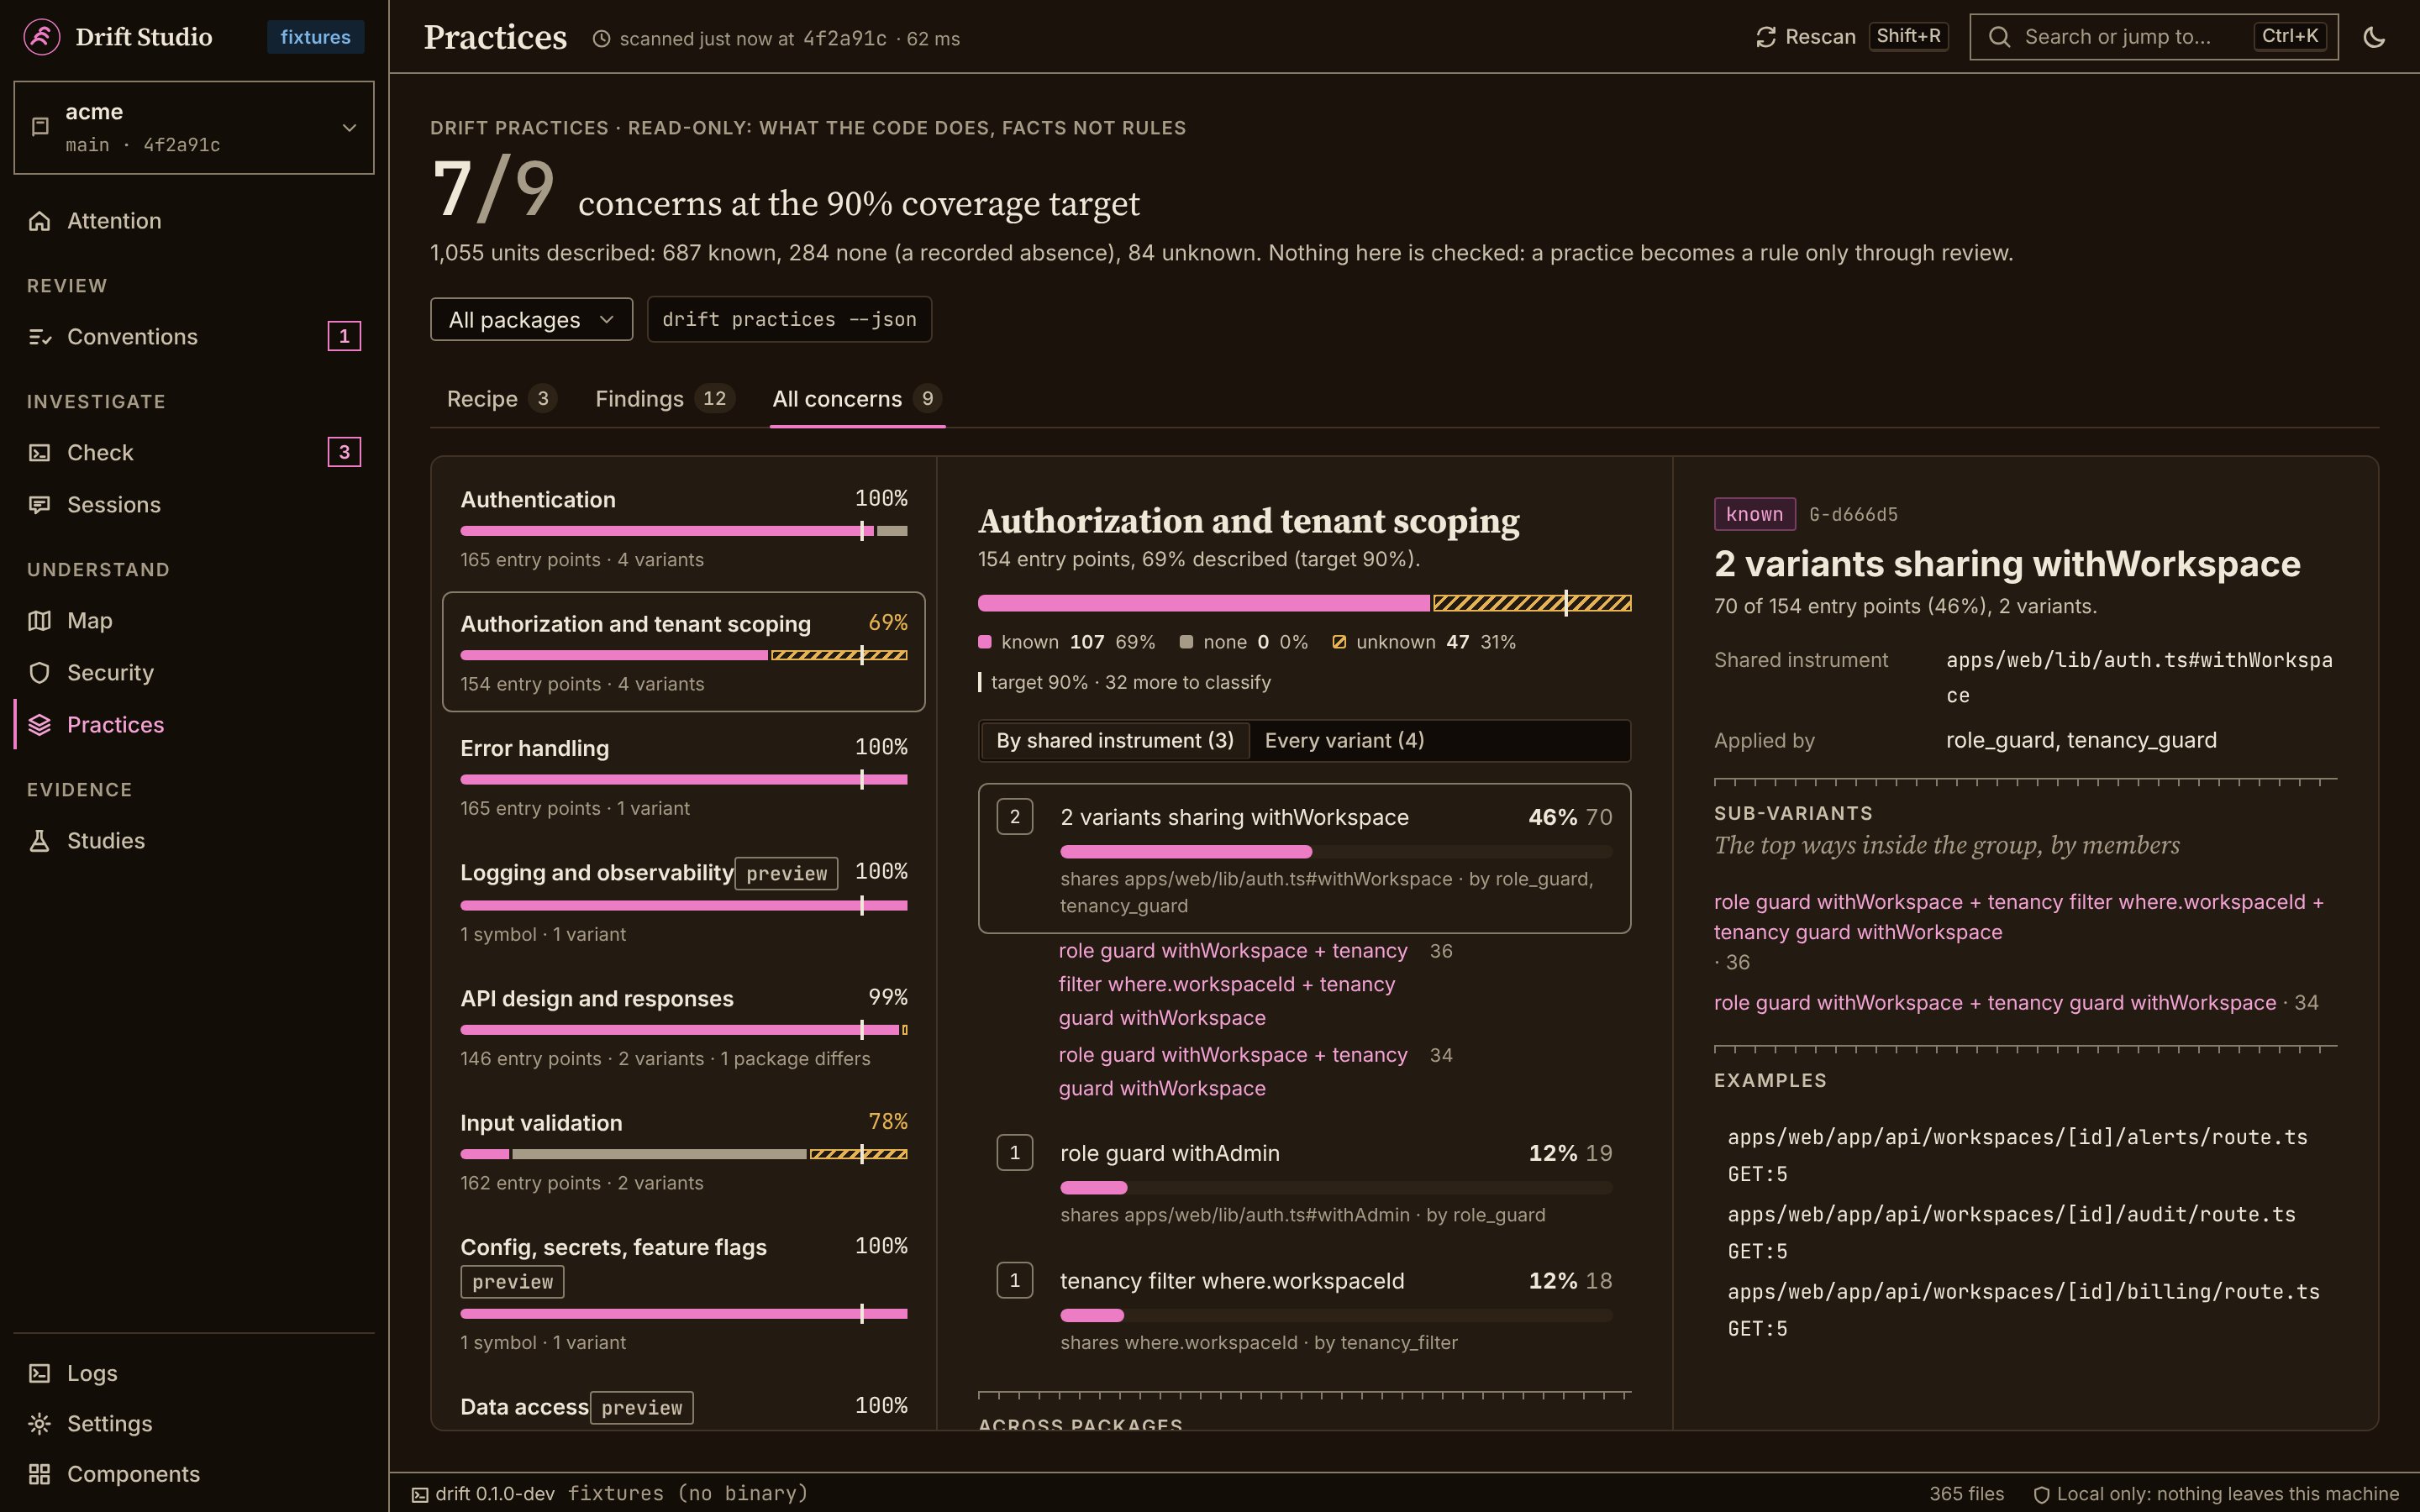 Drift Studio
fixtures
acme
main · 4f2a91c
Attention
REVIEW
Conventions 1
INVESTIGATE
Check 3
Sessions
UNDERSTAND
Map
Security
Practices
EVIDENCE
Studies
Logs
Settings
Components
Practices
scanned just now at 4f2a91c · 62 ms
Rescan Shift+R
Search or jump to... Ctrl+K
DRIFT PRACTICES · READ-ONLY: WHAT THE CODE DOES, FACTS NOT RULES
7/9 concerns at the 90% coverage target
1,055 units described: 687 known, 284 none (a recorded absence), 84 unknown. Nothing here is checked: a practice becomes a rule only through review.
All packages
drift practices --json
Recipe 3
Findings 12
All concerns 9
Authentication 100%
165 entry points · 4 variants
Authorization and tenant scoping 69%
154 entry points · 4 variants
Error handling 100%
165 entry points · 1 variant
Logging and observability preview 100%
1 symbol · 1 variant
API design and responses 99%
146 entry points · 2 variants · 1 package differs
Input validation 78%
162 entry points · 2 variants
Config, secrets, feature flags 100%
preview
1 symbol · 1 variant
Data access preview 100%
Authorization and tenant scoping
154 entry points, 69% described (target 90%).
known 107 69% none 0 0% unknown 47 31%
target 90% · 32 more to classify
By shared instrument (3) Every variant (4)
2 2 variants sharing withWorkspace 46% 70
shares apps/web/lib/auth.ts#withWorkspace · by role_guard,
tenancy_guard
role guard withWorkspace + tenancy 36
filter where.workspaceId + tenancy
guard withWorkspace
role guard withWorkspace + tenancy 34
guard withWorkspace
1 role guard withAdmin 12% 19
shares apps/web/lib/auth.ts#withAdmin · by role_guard
1 tenancy filter where.workspaceId 12% 18
shares where.workspaceId · by tenancy_filter
ACROSS PACKAGES
known G-d666d5
2 variants sharing withWorkspace
70 of 154 entry points (46%), 2 variants.
Shared instrument apps/web/lib/auth.ts#withWorkspa
ce
Applied by role_guard, tenancy_guard
SUB-VARIANTS
The top ways inside the group, by members
role guard withWorkspace + tenancy filter where.workspaceId +
tenancy guard withWorkspace
· 36
role guard withWorkspace + tenancy guard withWorkspace · 34
EXAMPLES
apps/web/app/api/workspaces/[id]/alerts/route.ts
GET:5
apps/web/app/api/workspaces/[id]/audit/route.ts
GET:5
apps/web/app/api/workspaces/[id]/billing/route.ts
GET:5
drift 0.1.0-dev fixtures (no binary)
365 files
Local only: nothing leaves this machine